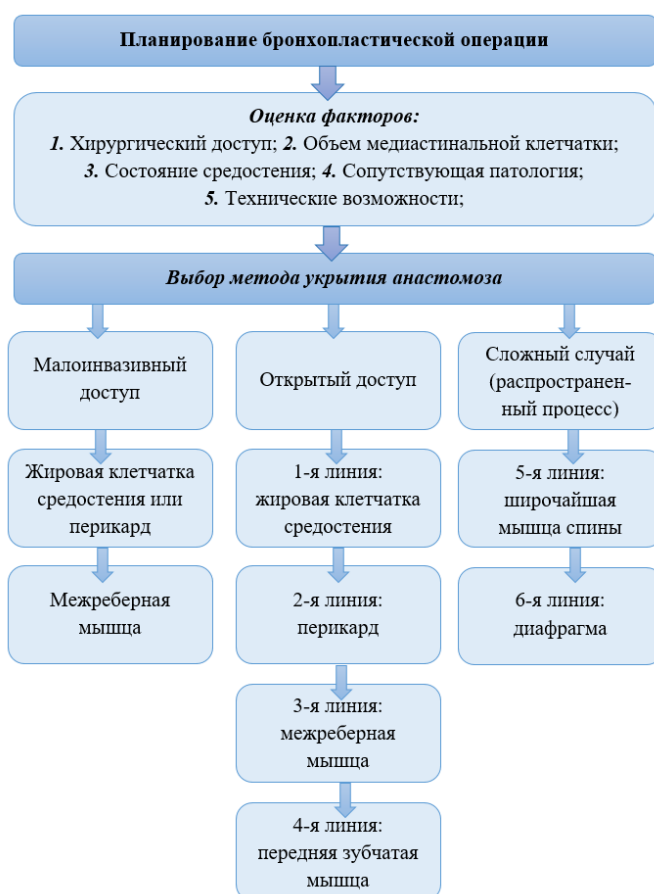 Планирование бронхопластической операции
Оценка факторов:
1. Хирургический доступ; 2. Объем медиастинальной клетчатки;
3. Состояние средостения; 4. Сопутствующая патология;
5. Технические возможности;
Выбор метода укрытия анастомоза
Малоинвазивный
доступ
Жировая клетчатка
средостения или
перикард
Межреберная
мышца
Открытый доступ
1-я линия:
жировая клетчатка
средостения
2-я линия:
перикард
3-я линия:
межреберная
мышца
4-я линия:
передняя зубчатая
мышца
Сложный случай
(распространен-
ный процесс)
5-я линия:
широчайшая
мышца спины
6-я линия:
диафрагма